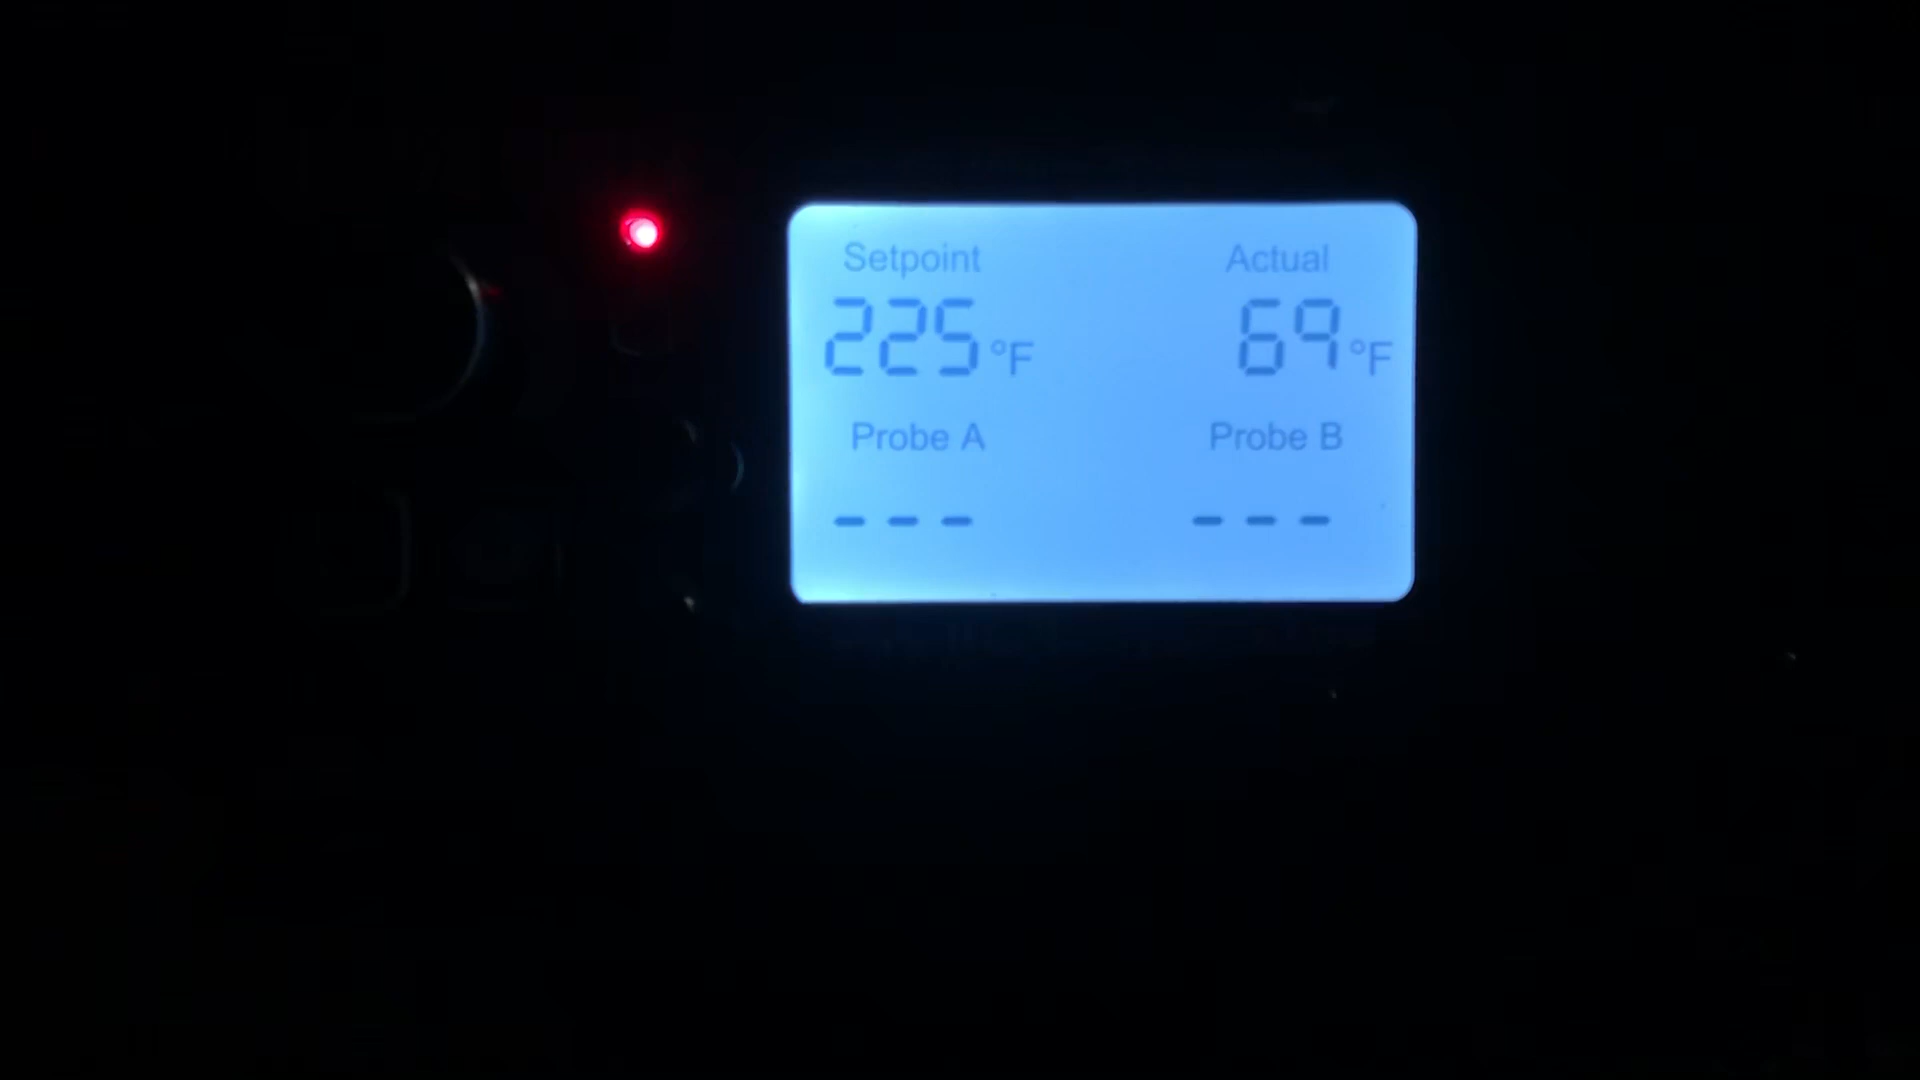 Setpoint Actual
225 °F 69 °F
Probe A Probe B
--- ---